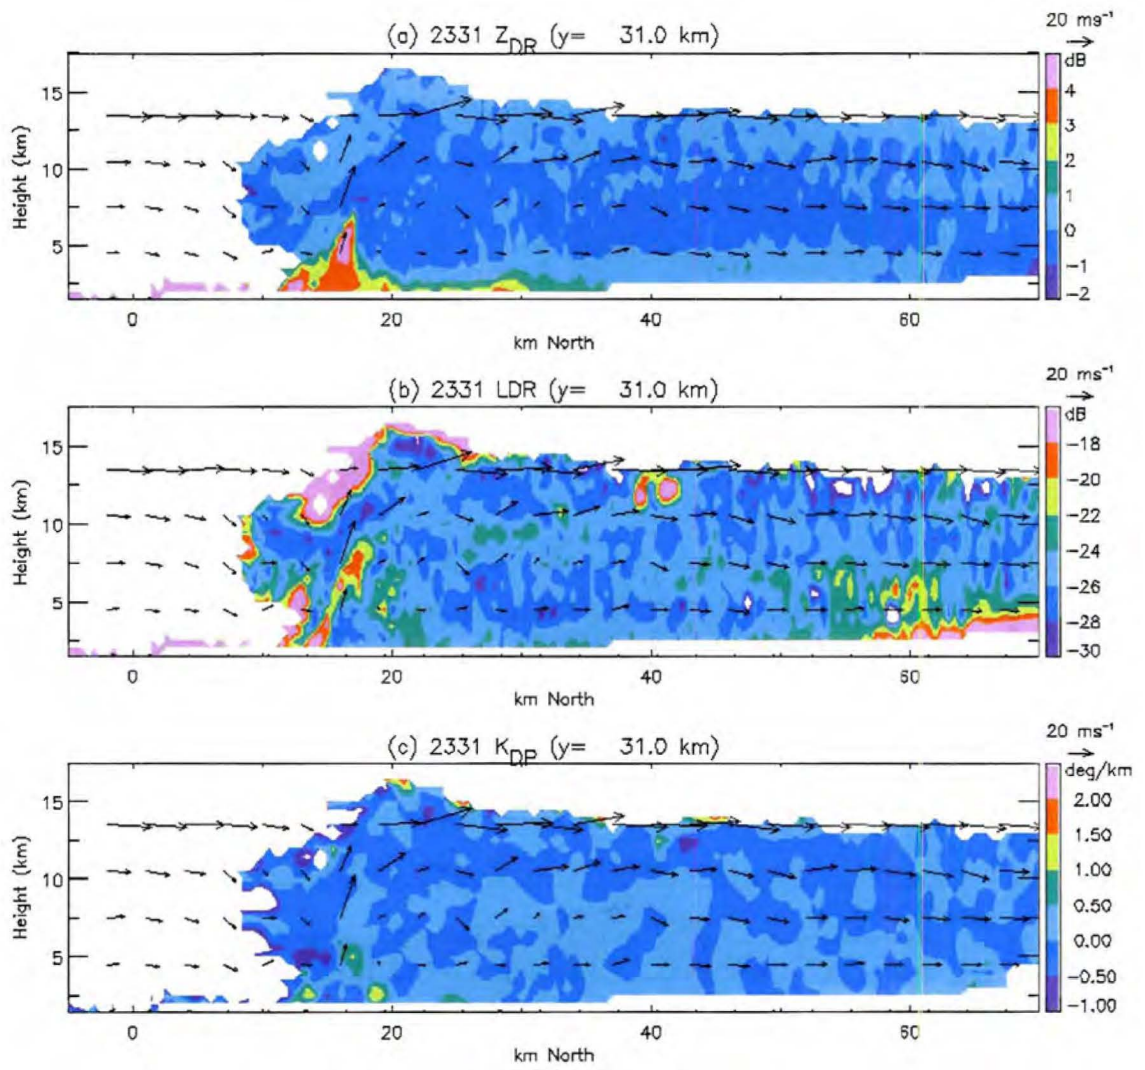 20 ms⁻¹
(a) 2331 Z_DR (y= 31.0 km)
dB
4
3
2
1
0
−1
−2
15
10
5
Height (km)
0 20 40 60
km North
20 ms⁻¹
(b) 2331 LDR (y= 31.0 km)
dB
−18
−20
−22
−24
−26
−28
−30
15
10
5
Height (km)
0 20 40 60
km North
20 ms⁻¹
(c) 2331 K_DP (y= 31.0 km)
deg/km
2.00
1.50
1.00
0.50
0.00
−0.50
−1.00
15
10
5
Height (km)
0 20 40 60
km North